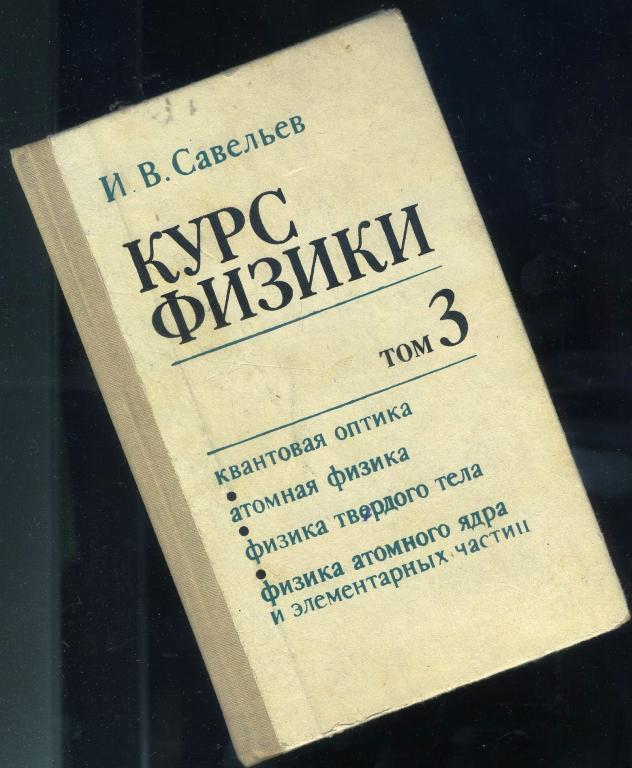 И. В. Савельев
КУРС
ФИЗИКИ
том 3
квантовая оптика
•
атомная физика
•
физика твердого тела
•
физика атомного ядра
и элементарных частиц